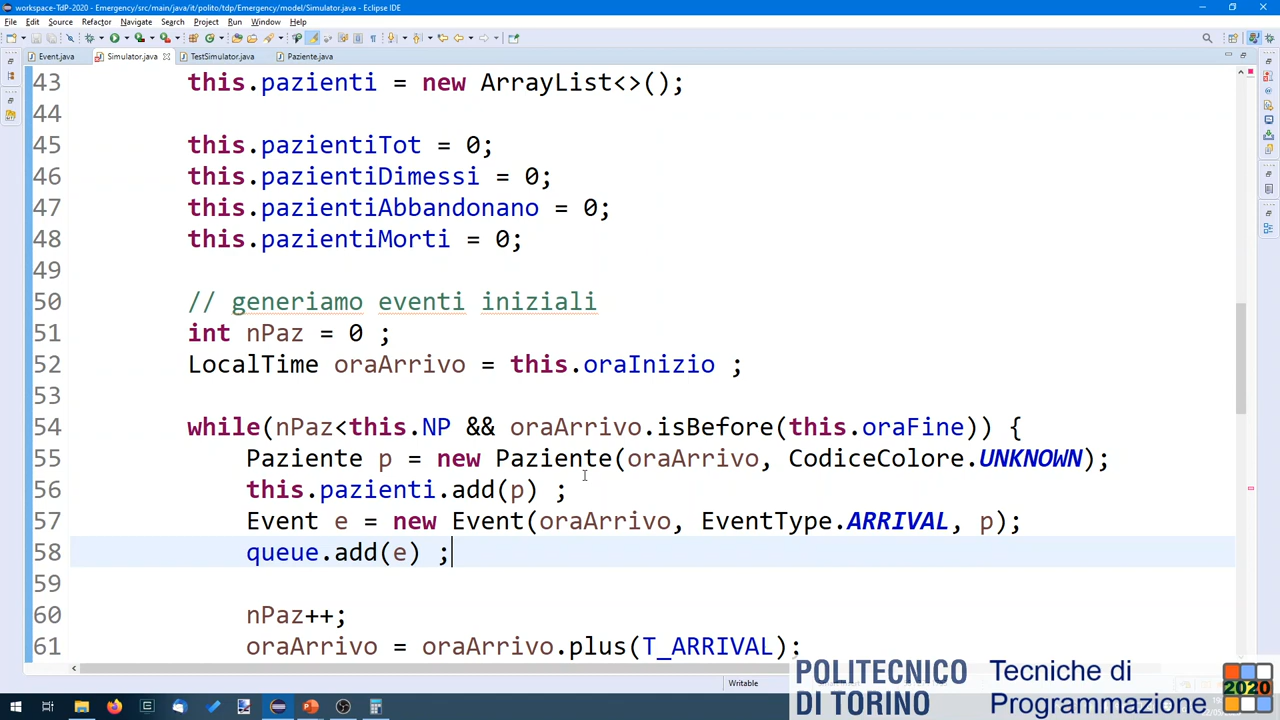 workspace-TdP-2020 - Emergency/src/main/java/it/polito/tdp/Emergency/model/Simulator.java - Eclipse IDE
File Edit Source Refactor Navigate Search Project Run Window Help
Event.java Simulator.java TestSimulator.java Paziente.java
43 this.pazienti = new ArrayList<>();
44
45 this.pazientiTot = 0;
46 this.pazientiDimessi = 0;
47 this.pazientiAbbandonano = 0;
48 this.pazientiMorti = 0;
49
50 // generiamo eventi iniziali
51 int nPaz = 0 ;
52 LocalTime oraArrivo = this.oraInizio ;
53
54 while(nPaz<this.NP && oraArrivo.isBefore(this.oraFine)) {
55 Paziente p = new Paziente(oraArrivo, CodiceColore.UNKNOWN);
56 this.pazienti.add(p) ;
57 Event e = new Event(oraArrivo, EventType.ARRIVAL, p);
58 queue.add(e) ;
59
60 nPaz++;
61 oraArrivo = oraArrivo.plus(T_ARRIVAL);
Writable
POLITECNICO
DI TORINO
Tecniche di
Programmazione
2020